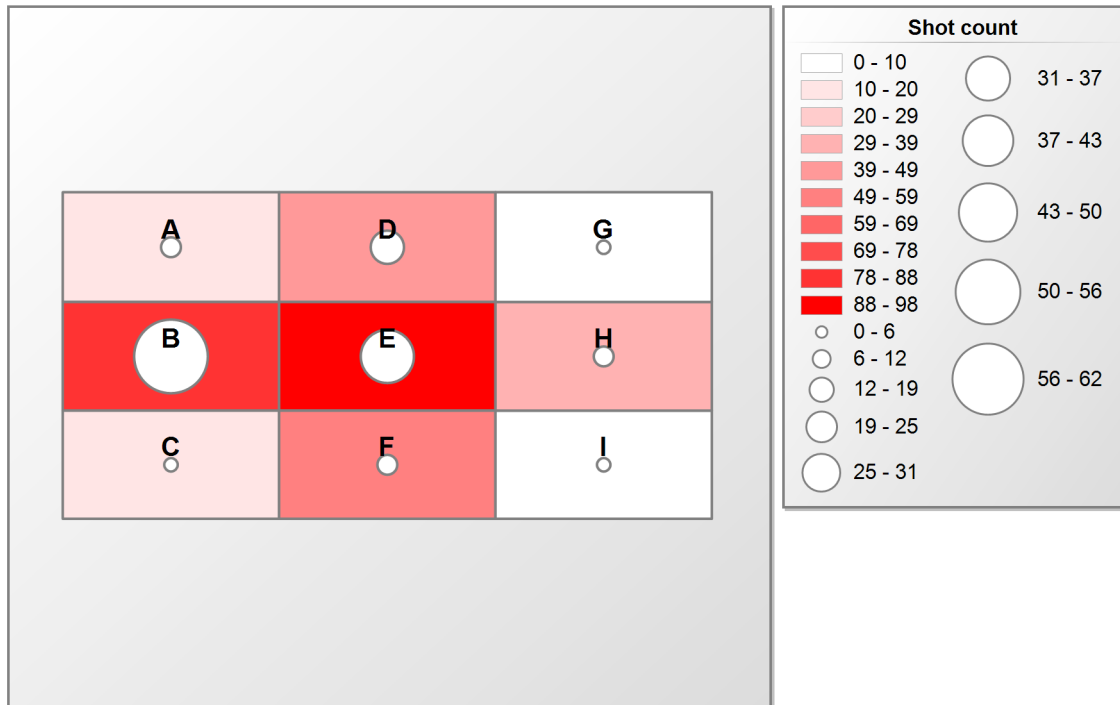 A
D
G
B
E
H
C
F
I
Shot count
0 - 10
10 - 20
20 - 29
29 - 39
39 - 49
49 - 59
59 - 69
69 - 78
78 - 88
88 - 98
0 - 6
6 - 12
12 - 19
19 - 25
25 - 31
31 - 37
37 - 43
43 - 50
50 - 56
56 - 62